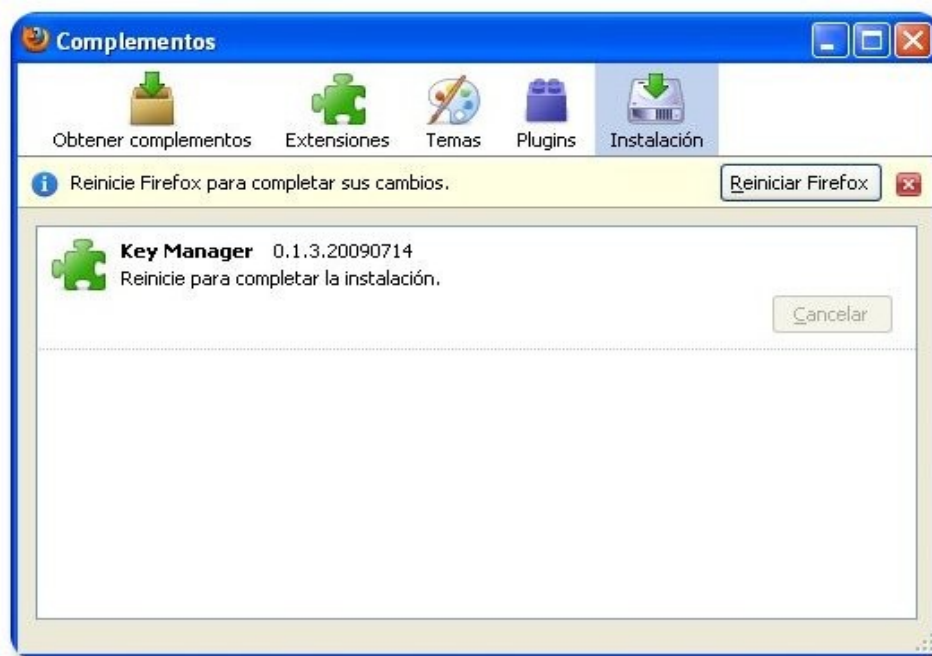 Complementos
Obtener complementos Extensiones Temas Plugins Instalación
Reinicie Firefox para completar sus cambios. Reiniciar Firefox
Key Manager 0.1.3.20090714
Reinicie para completar la instalación.
Cancelar